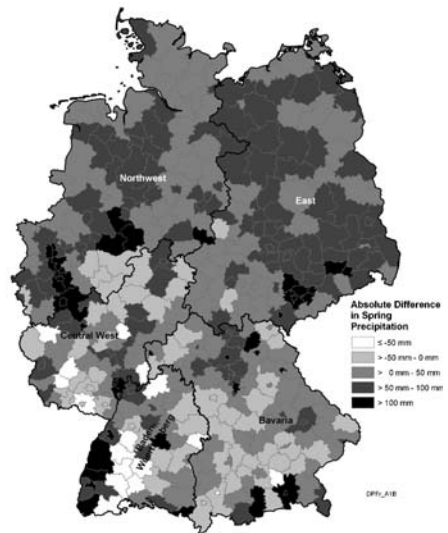 Northwest
East
Central West
Baden-
Württemberg
Bavaria
Absolute Difference
in Spring
Precipitation
≤ -50 mm
> -50 mm - 0 mm
> 0 mm - 50 mm
> 50 mm - 100 mm
> 100 mm
DPFr_A1B